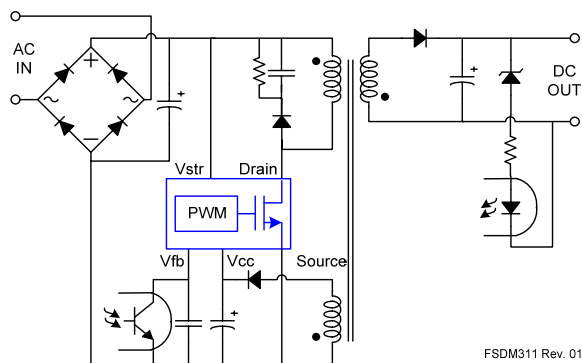 AC
IN
+
~
~
−
+
+
DC
OUT
Vstr
Drain
PWM
Vfb
Vcc
Source
+
FSDM311 Rev. 01